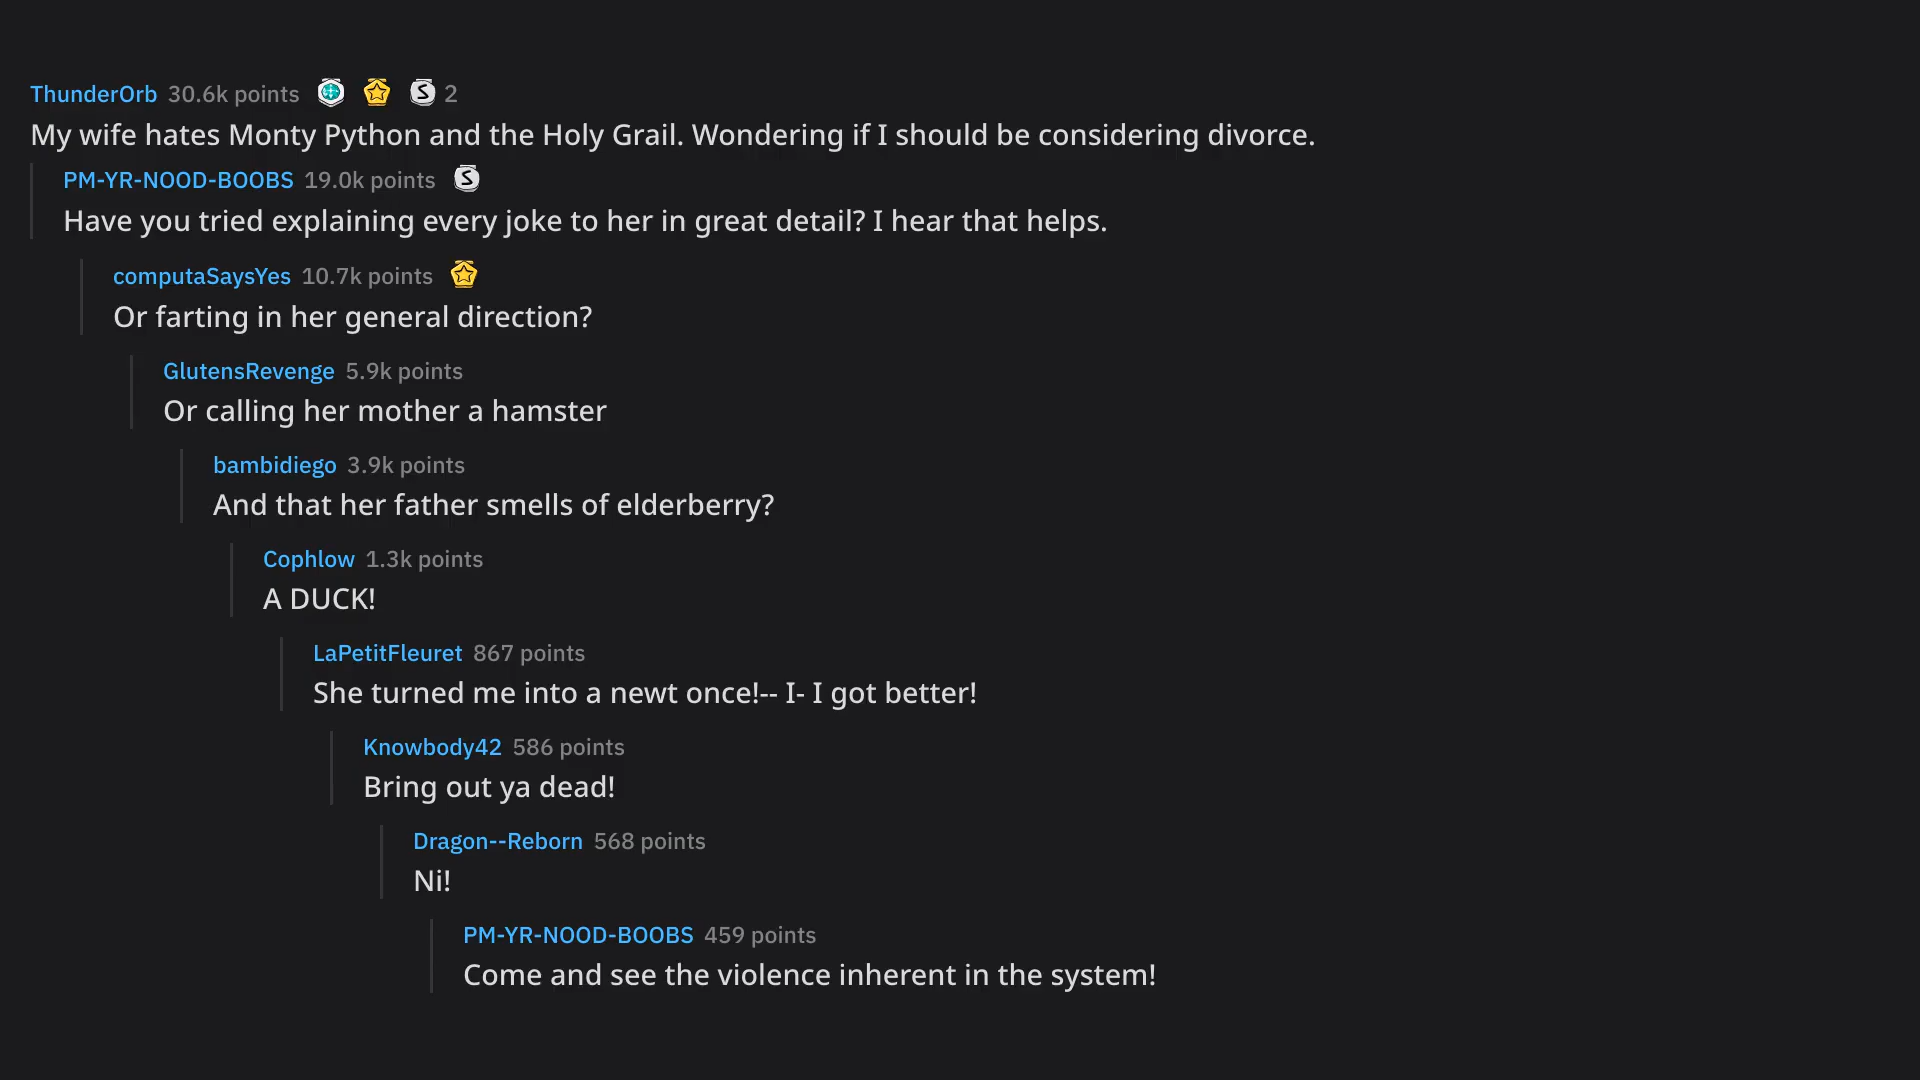 ThunderOrb 30.6k points 2
My wife hates Monty Python and the Holy Grail. Wondering if I should be considering divorce.
PM-YR-NOOD-BOOBS 19.0k points
Have you tried explaining every joke to her in great detail? I hear that helps.
computaSaysYes 10.7k points
Or farting in her general direction?
GlutensRevenge 5.9k points
Or calling her mother a hamster
bambidiego 3.9k points
And that her father smells of elderberry?
Cophlow 1.3k points
A DUCK!
LaPetitFleuret 867 points
She turned me into a newt once!-- I- I got better!
Knowbody42 586 points
Bring out ya dead!
Dragon--Reborn 568 points
Ni!
PM-YR-NOOD-BOOBS 459 points
Come and see the violence inherent in the system!